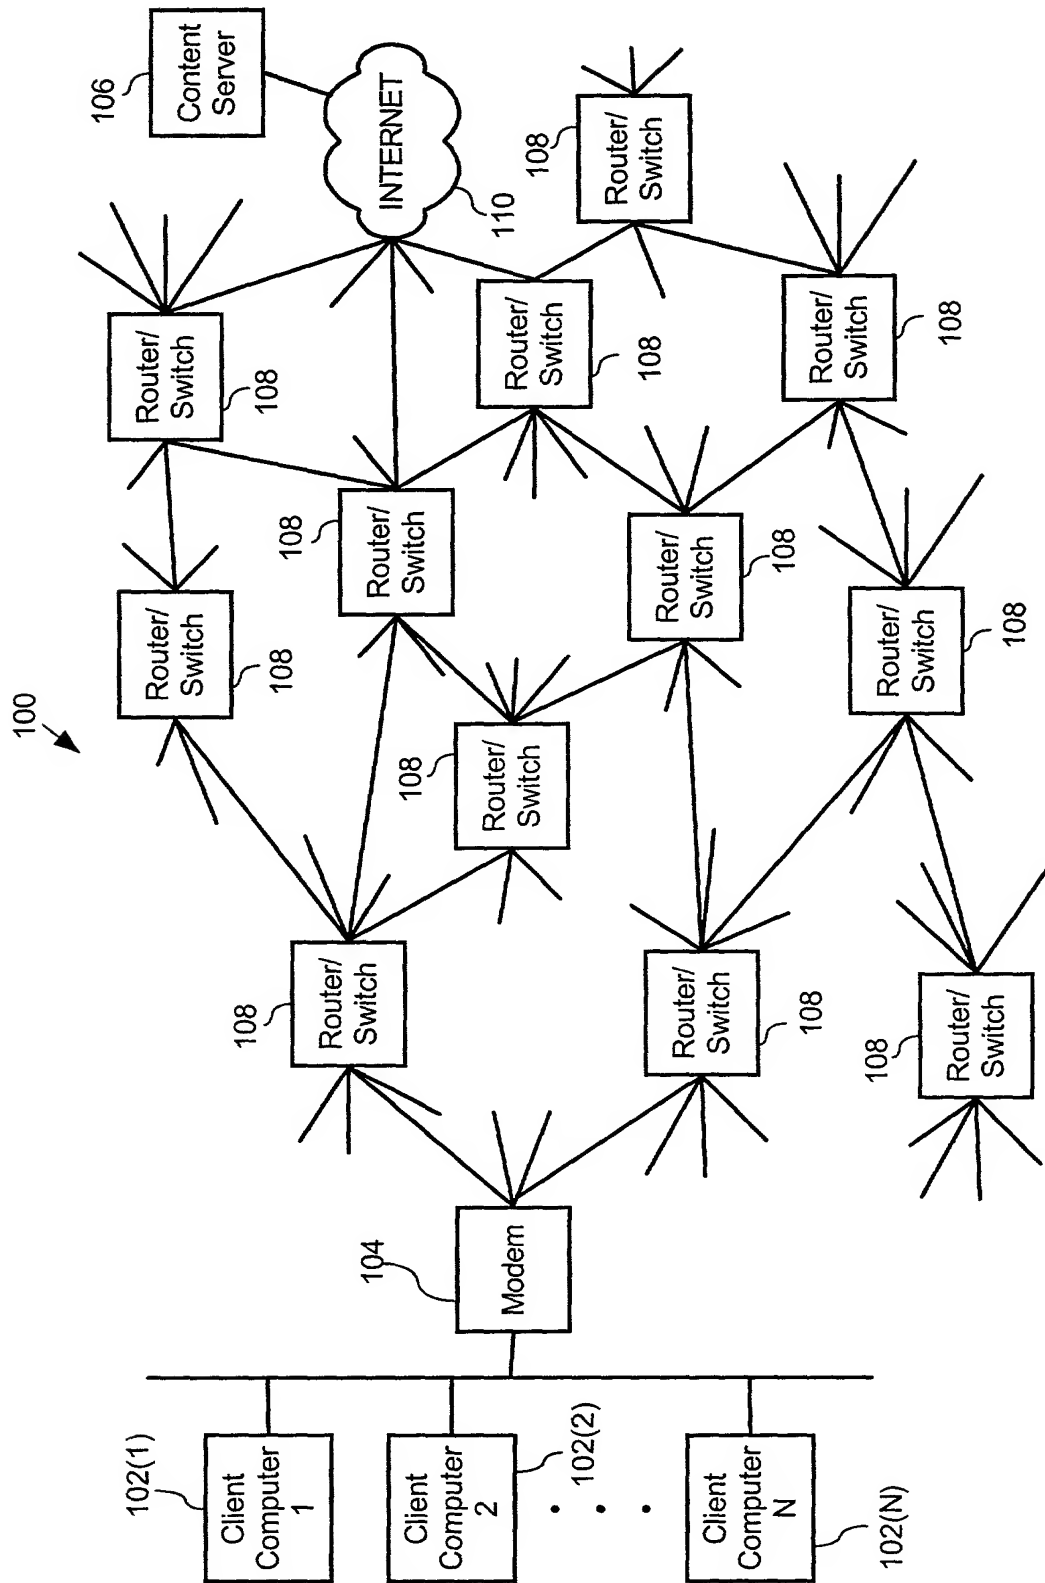 100
106
Content
Server
Router/
Switch
108
Router/
Switch
108
102(1)
Client
Computer
1
108
Router/
Switch
108
Router/
Switch
INTERNET
110
104
Modem
108
Router/
Switch
Client
Computer
2
102(2)
Router/
Switch
108
108
Router/
Switch
. . .
Router/
Switch
108
Router/
Switch
108
Client
Computer
N
102(N)
Router/
Switch
108
Router/
Switch
108
108
Router/
Switch